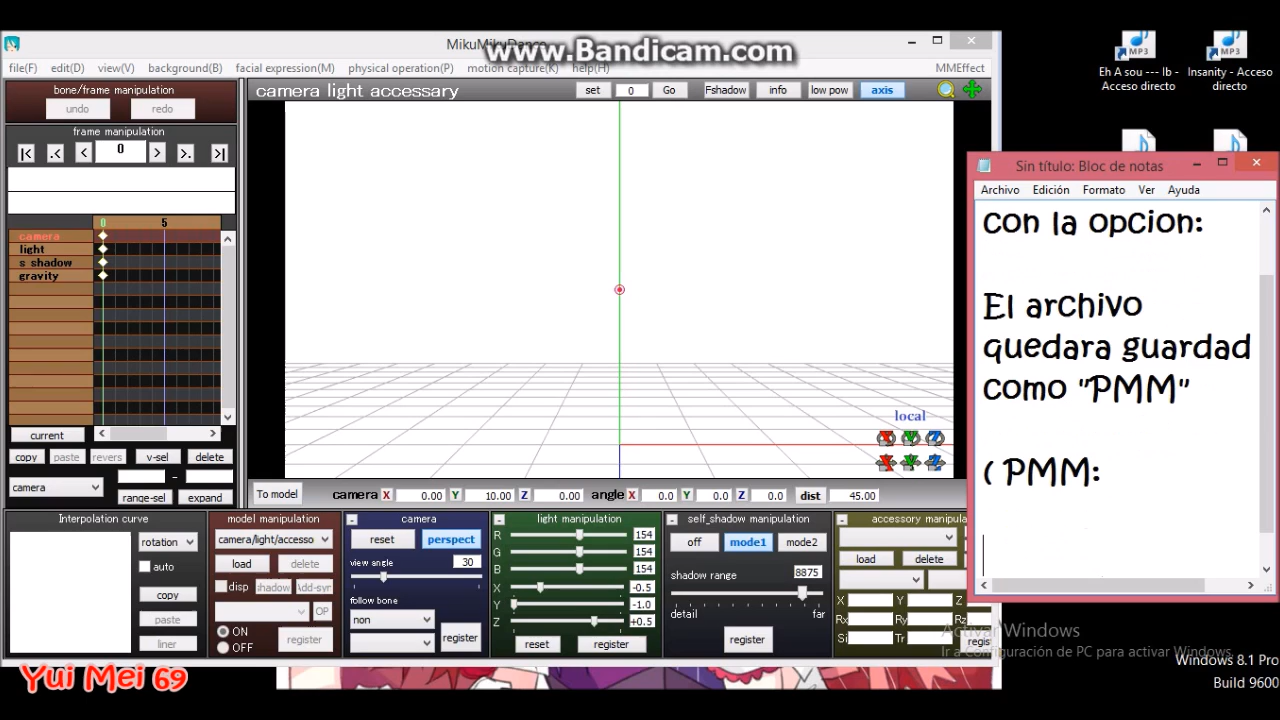 MikuMikuDance
www.Bandicam.com
file(F) edit(D) view(V) background(B) facial expression(M) physical operation(P) motion capture(K) help(H) MMEffect
bone/frame manipulation
undo redo
frame manipulation
|< .< < 0 > >. >|
camera light accessary set 0 Go Fshadow info low pow axis
0 5
camera
light
s shadow
gravity
current
copy paste revers v-sel delete
camera range-sel - expand
local
To model camera X 0.00 Y 10.00 Z 0.00 angle X 0.0 Y 0.0 Z 0.0 dist 45.00
Interpolation curve
rotation
auto
copy
paste
liner
model manipulation
camera/light/accesso
load delete
disp shadow
OP
ON
OFF
register
camera
reset perspect
view angle 30
follow bone
non
register
light manipulation
R 154
G 154
B 154
X -0.5
Y -1.0
Z +0.5
reset register
self_shadow manipulation
off mode1 mode2
shadow range 8875
detail far
register
accessory manipula
load delete
X Y Z
Rx Ry Rz
Si Tr
regis
Eh A sou --- Ib -
Acceso directo
Insanity - Acceso
directo
Sin título: Bloc de notas
Archivo Edición Formato Ver Ayuda
con la opcion:
El archivo
quedara guardad
como "PMM"
( PMM:
Activar Windows
Ir a Configuración de PC para activar Windows.
Windows 8.1 Pro
Build 9600
Yui Mei 69